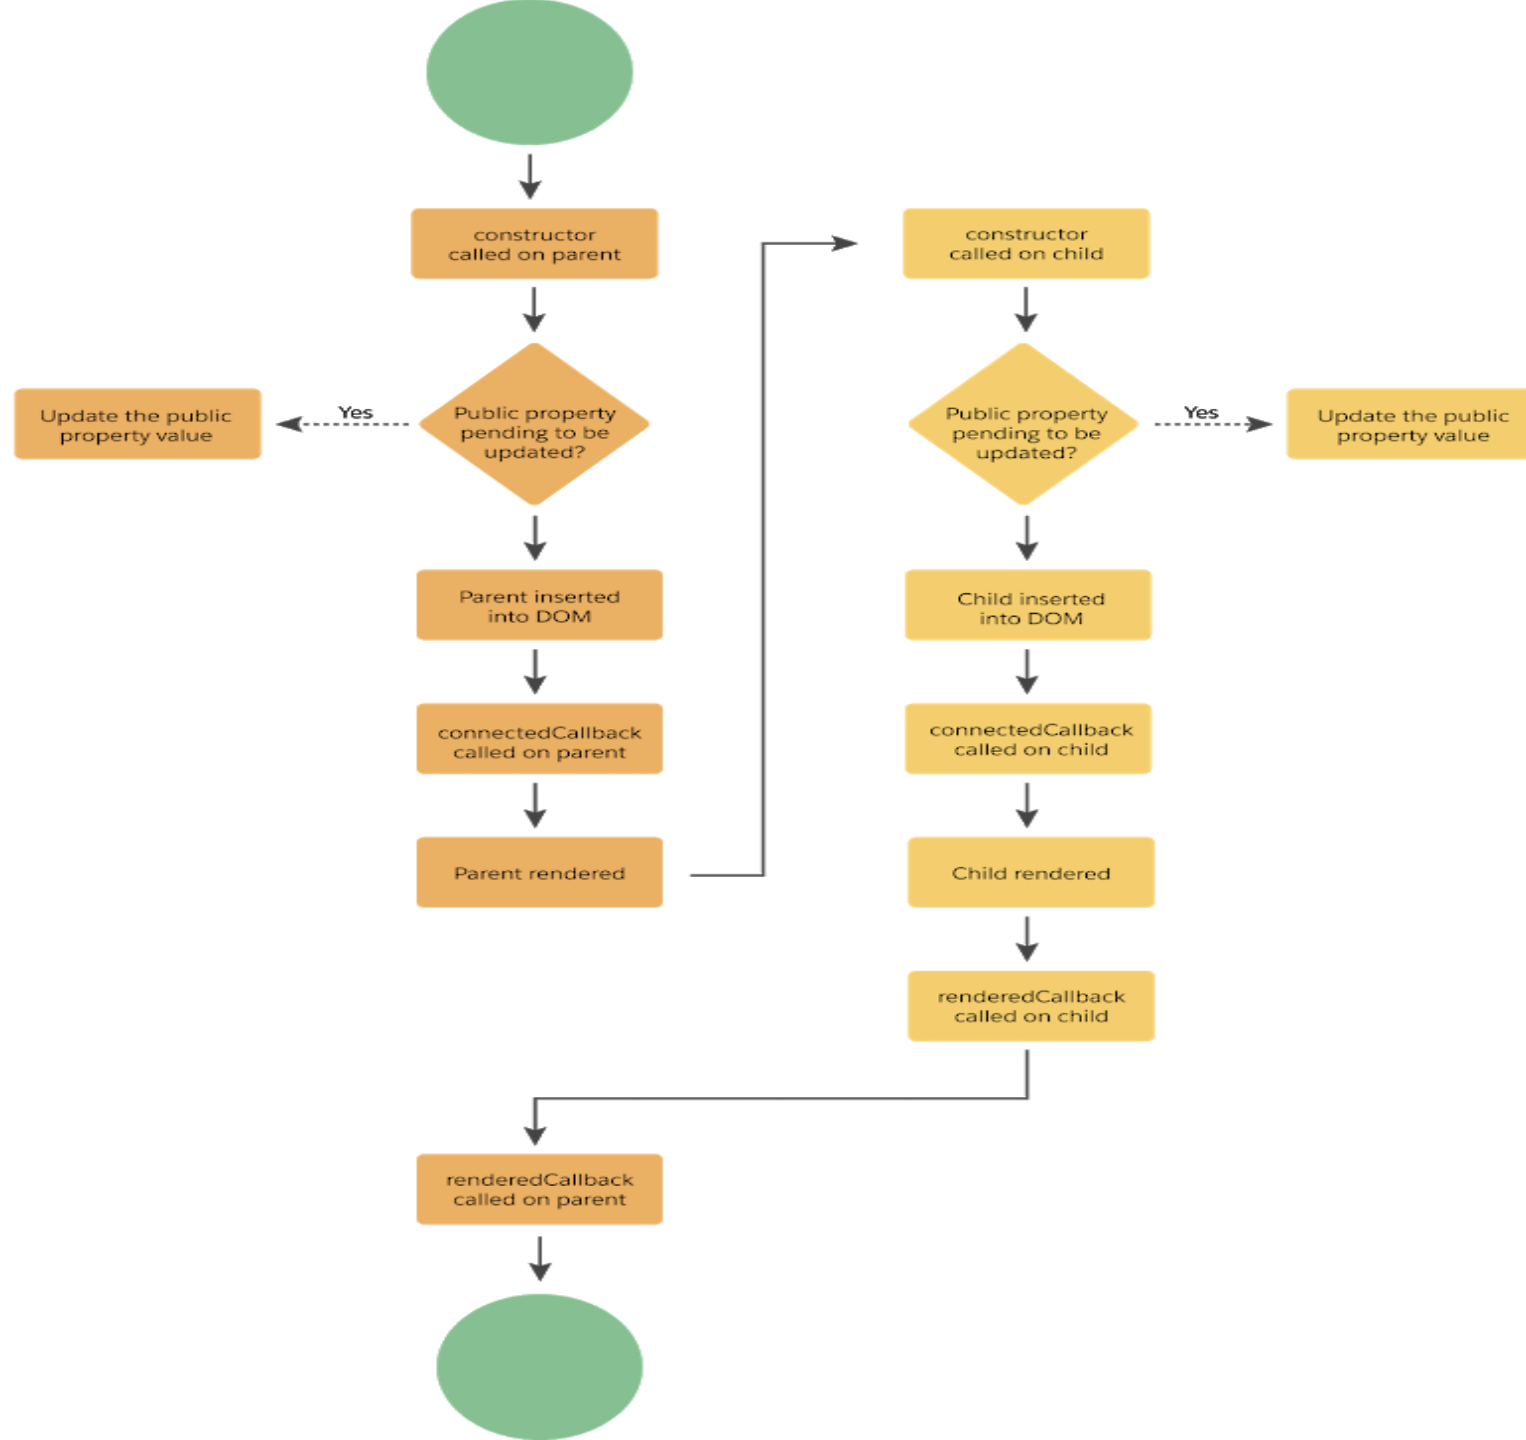 constructor
called on parent
Yes
Update the public
property value
Public property
pending to be
updated?
Parent inserted
into DOM
connectedCallback
called on parent
Parent rendered
constructor
called on child
Public property
pending to be
updated?
Yes
Update the public
property value
Child inserted
into DOM
connectedCallback
called on child
Child rendered
renderedCallback
called on child
renderedCallback
called on parent